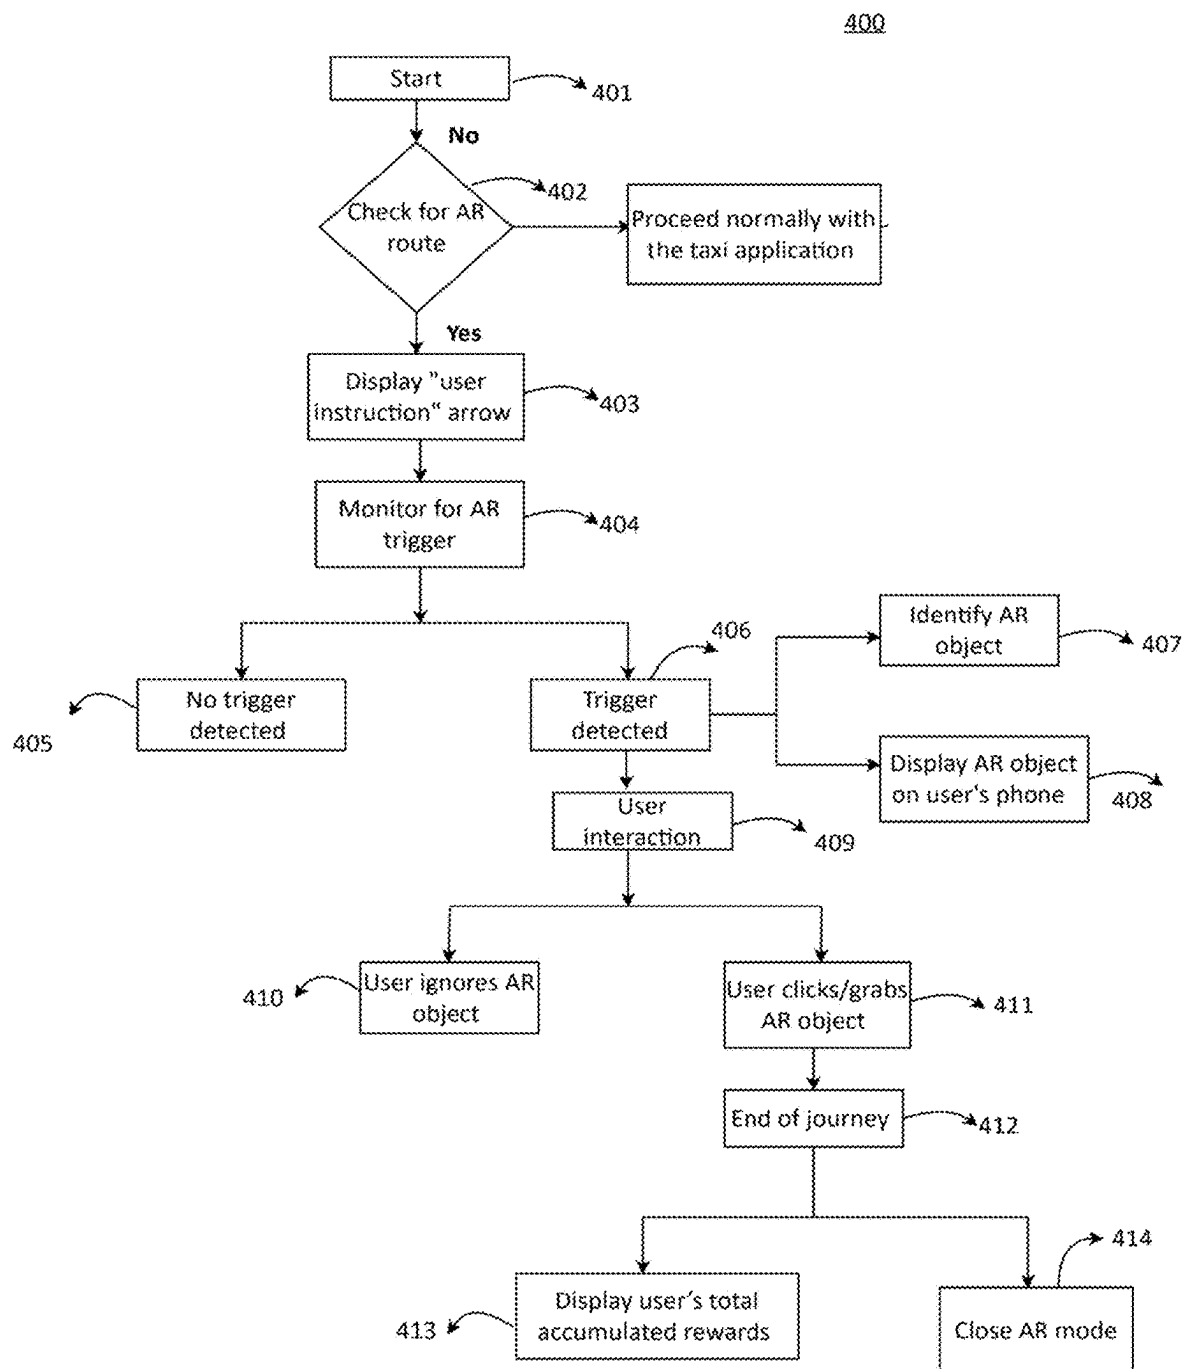 400
Start
401
No
402
Check for AR
route
Proceed normally with
the taxi application
Yes
Display "user
instruction" arrow
403
Monitor for AR
trigger
404
406
Identify AR
object
407
No trigger
detected
405
Trigger
detected
Display AR object
on user's phone
408
User
interaction
409
User ignores AR
object
410
User clicks/grabs
AR object
411
End of journey
412
414
Display user's total
accumulated rewards
413
Close AR mode